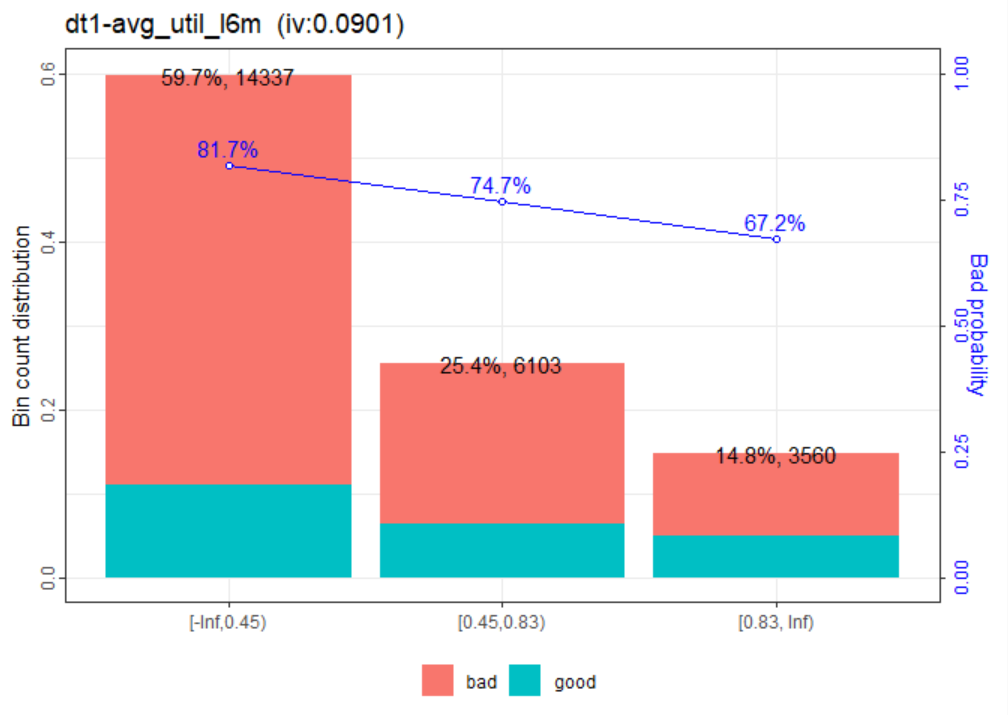 dt1-avg_util_l6m  (iv:0.0901)
Bin count distribution
0.6
0.4
0.2
0.0
59.7%, 14337
25.4%, 6103
14.8%, 3560
81.7%
74.7%
67.2%
1.00
0.75
0.50
0.25
0.00
Bad probability
[-Inf,0.45)
[0.45,0.83)
[0.83, Inf)
bad
good